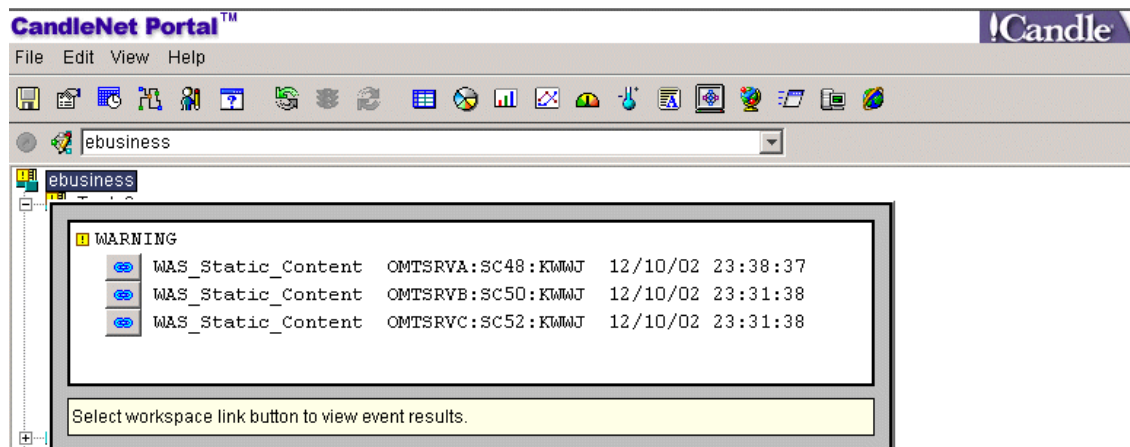 CandleNet Portal™
!Candle
File Edit View Help
ebusiness
ebusiness
WARNING
WAS_Static_Content OMTSRVA:SC48:KWWJ 12/10/02 23:38:37
WAS_Static_Content OMTSRVB:SC50:KWWJ 12/10/02 23:31:38
WAS_Static_Content OMTSRVC:SC52:KWWJ 12/10/02 23:31:38
Select workspace link button to view event results.